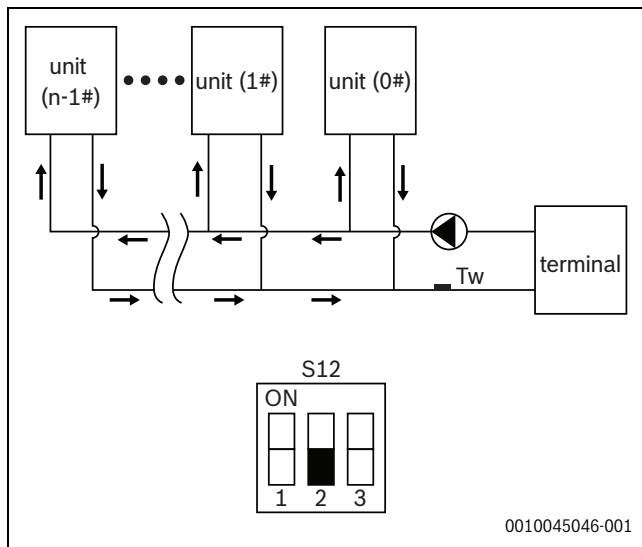 unit
(n-1#)
unit (1#)
unit (0#)
terminal
Tw
S12
ON
1 2 3
0010045046-001